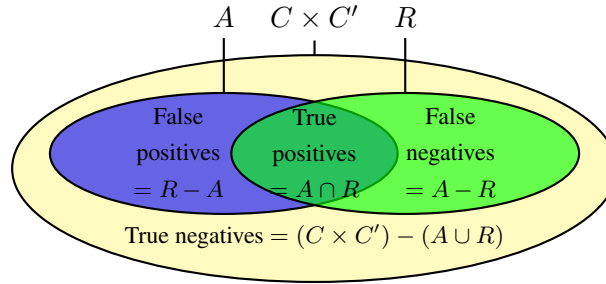 A C × C′ R
False True False
positives positives negatives
= R − A = A ∩ R = A − R
True negatives = (C × C′) − (A ∪ R)